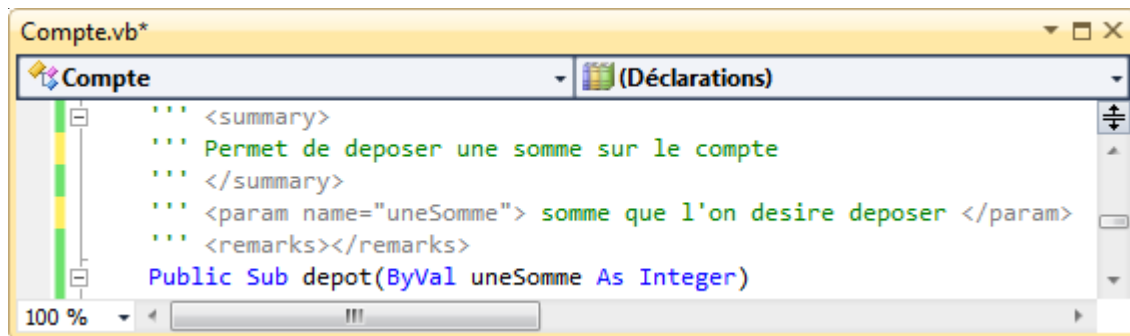 Compte.vb*
Compte (Déclarations)
''' <summary>
''' Permet de deposer une somme sur le compte
''' </summary>
''' <param name="uneSomme"> somme que l'on desire deposer </param>
''' <remarks></remarks>
Public Sub depot(ByVal uneSomme As Integer)
100 %